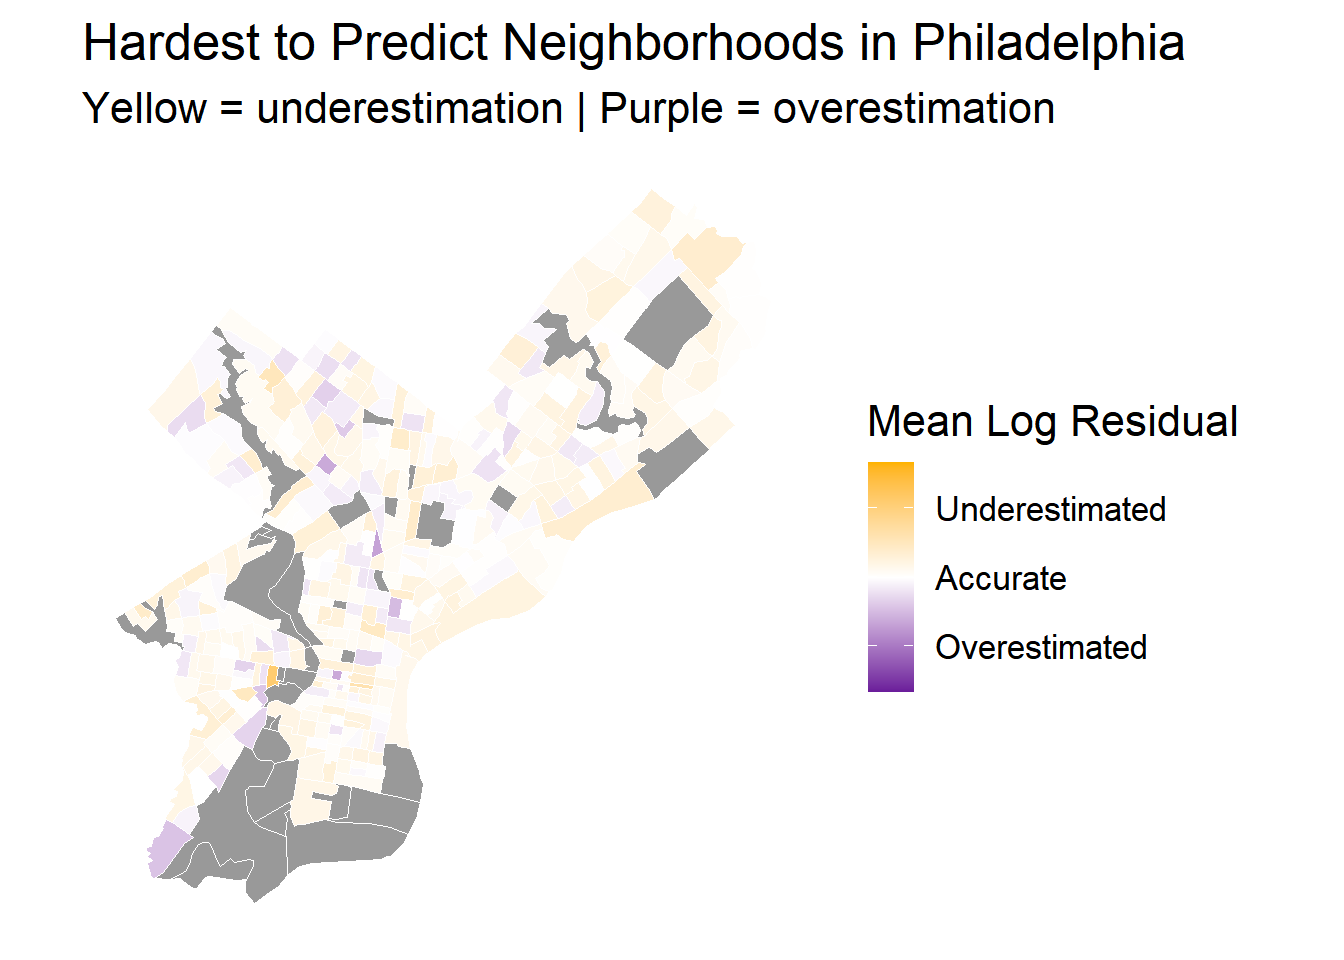 Hardest to Predict Neighborhoods in Philadelphia
Yellow = underestimation | Purple = overestimation
Mean Log Residual
Underestimated
Accurate
Overestimated